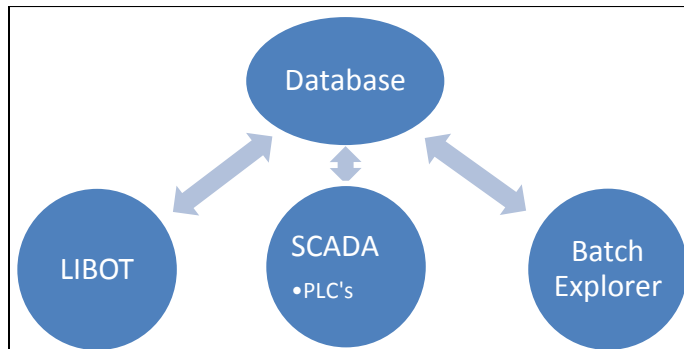 Database
LIBOT
SCADA
•PLC's
Batch
Explorer